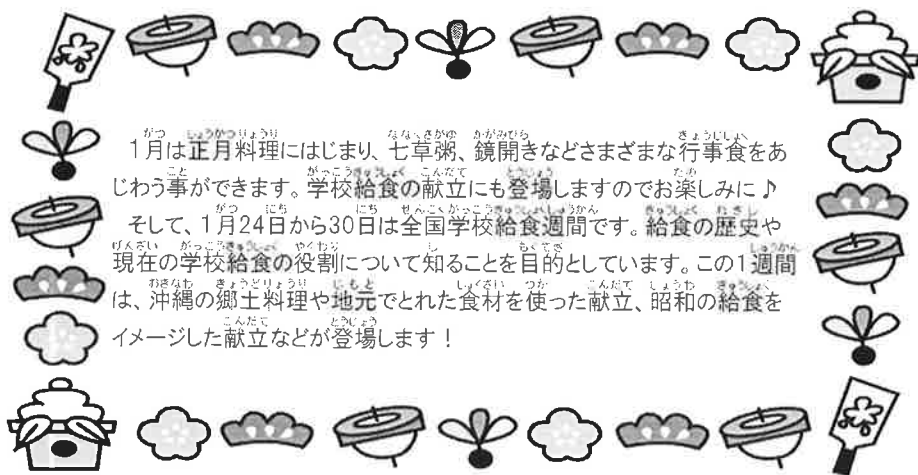 1月は正月料理にはじまり、七草粥、鏡開きなどさまざまな行事食をあ
じわう事ができます。学校給食の献立にも登場しますのでお楽しみに♪
そして、1月24日から30日は全国学校給食週間です。給食の歴史や
現在の学校給食の役割について知ることを目的としています。この1週間
は、沖縄の郷土料理や地元でとれた食材を使った献立、昭和の給食を
イメージした献立などが登場します！